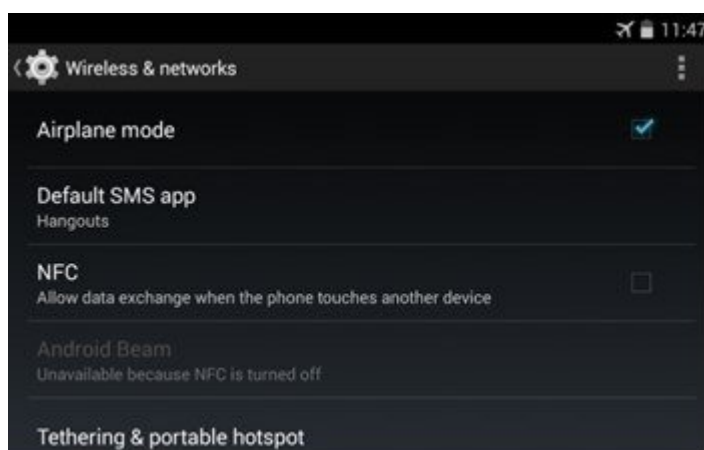 11:47
Wireless & networks
Airplane mode
Default SMS app
Hangouts
NFC
Allow data exchange when the phone touches another device
Android Beam
Unavailable because NFC is turned off
Tethering & portable hotspot